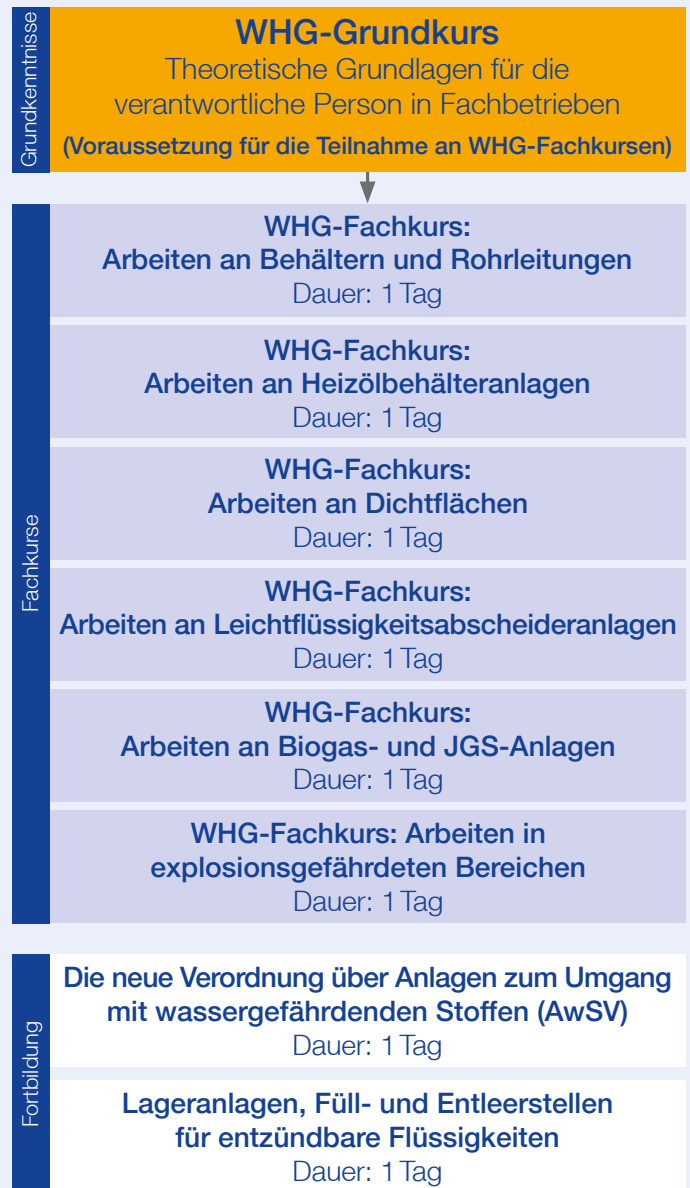 Grundkenntnisse
WHG-Grundkurs
Theoretische Grundlagen für die
verantwortliche Person in Fachbetrieben
(Voraussetzung für die Teilnahme an WHG-Fachkursen)
Fachkurse
WHG-Fachkurs:
Arbeiten an Behältern und Rohrleitungen
Dauer: 1 Tag
WHG-Fachkurs:
Arbeiten an Heizölbehälteranlagen
Dauer: 1 Tag
WHG-Fachkurs:
Arbeiten an Dichtflächen
Dauer: 1 Tag
WHG-Fachkurs:
Arbeiten an Leichtflüssigkeitsabscheideranlagen
Dauer: 1 Tag
WHG-Fachkurs:
Arbeiten an Biogas- und JGS-Anlagen
Dauer: 1 Tag
WHG-Fachkurs: Arbeiten in
explosionsgefährdeten Bereichen
Dauer: 1 Tag
Fortbildung
Die neue Verordnung über Anlagen zum Umgang
mit wassergefährdenden Stoffen (AwSV)
Dauer: 1 Tag
Lageranlagen, Füll- und Entleerstellen
für entzündbare Flüssigkeiten
Dauer: 1 Tag